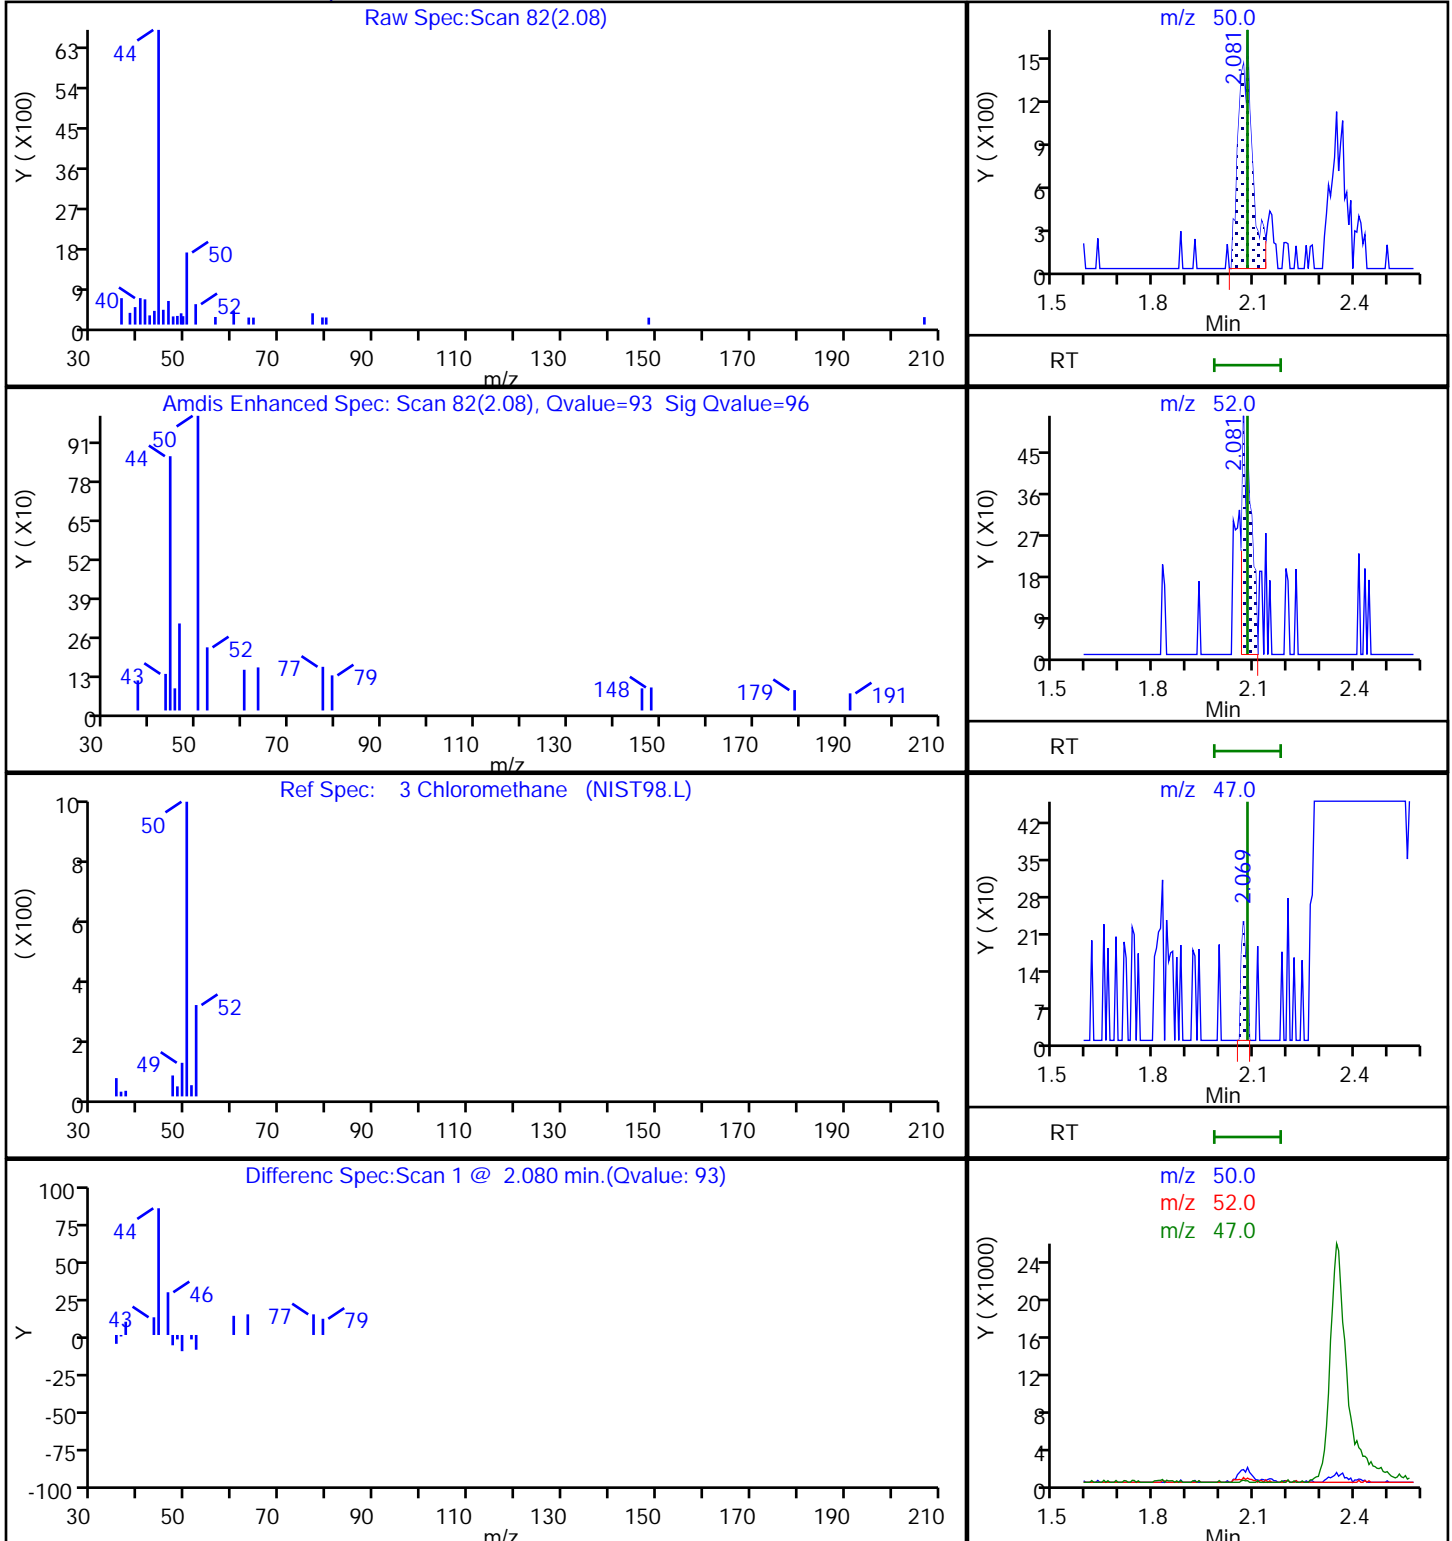 Raw Spec:Scan 82(2.08)
Y ( X100)
63
54
45
36
27
18
9
0
44
50
40
52
30 50 70 90 110 130 150 170 190 210
m/z
m/z 50.0
Y ( X100)
15
12
9
6
3
0
2.081
1.5 1.8 2.1 2.4
Min
RT
Amdis Enhanced Spec: Scan 82(2.08), Qvalue=93 Sig Qvalue=96
Y ( X10)
91
78
65
52
39
26
13
0
50
44
43
52
77
79
148
179
191
30 50 70 90 110 130 150 170 190 210
m/z
m/z 52.0
Y ( X10)
45
36
27
18
9
0
2.081
1.5 1.8 2.1 2.4
Min
RT
Ref Spec: 3 Chloromethane (NIST98.L)
( X100)
10
8
6
4
2
0
50
52
49
30 50 70 90 110 130 150 170 190 210
m/z 47.0
Y ( X10)
42
35
28
21
14
7
0
2.069
1.5 1.8 2.1 2.4
Min
RT
Differenc Spec:Scan 1 @ 2.080 min.(Qvalue: 93)
Y
100
75
50
25
0
-25
-50
-75
-100
44
46
43
77
79
30 50 70 90 110 130 150 170 190 210
m/z
m/z 50.0
m/z 52.0
m/z 47.0
Y ( X1000)
24
20
16
12
8
4
0
1.5 1.8 2.1 2.4
Min